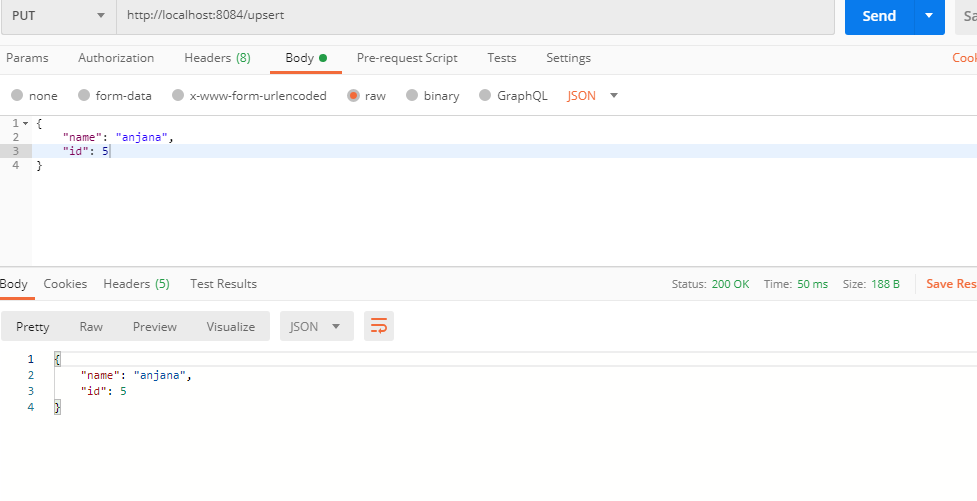 PUT http://localhost:8084/upsert Send
Params Authorization Headers (8) Body Pre-request Script Tests Settings
none form-data x-www-form-urlencoded raw binary GraphQL JSON
1 {
2 "name": "anjana",
3 "id": 5
4 }
Body Cookies Headers (5) Test Results Status: 200 OK Time: 50 ms Size: 188 B Save Res
Pretty Raw Preview Visualize JSON
1 {
2 "name": "anjana",
3 "id": 5
4 }